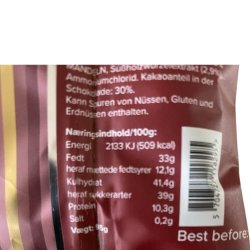 MANDELN, Süßholzwurzelextrakt (2,9%
Ammoniumchlorid. Kakaoanteil in der
Schokolade: 30%.
Kann Spuren von Nüssen, Gluten und
Erdnüssen enthalten.
Næringsindhold/100g:
Energi 2133 KJ (509 kcal)
Fedt 33g
heraf mættede fedtsyrer 12,1g
Kulhydrat 41,4g
heraf sukkerarter 39g
Protein 10,3g
Salt 0,2g
Vægt:
Best before